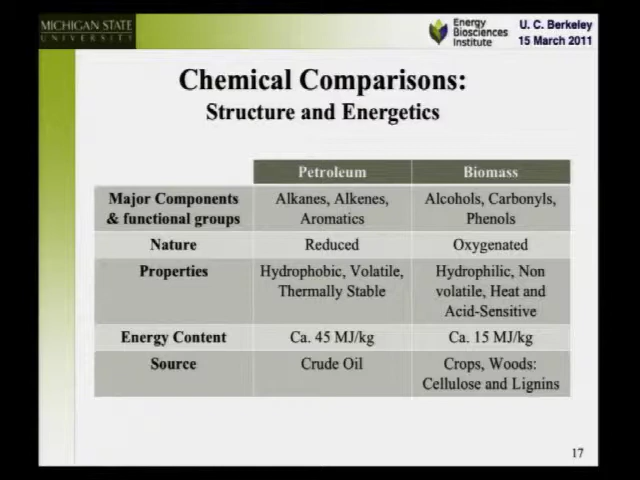 MICHIGAN STATE
UNIVERSITY
Energy
Biosciences
Institute
U. C. Berkeley
15 March 2011
Chemical Comparisons:
Structure and Energetics
Petroleum Biomass
Major Components
& functional groups
Alkanes, Alkenes,
Aromatics
Alcohols, Carbonyls,
Phenols
Nature Reduced Oxygenated
Properties
Hydrophobic, Volatile,
Thermally Stable
Hydrophilic, Non
volatile, Heat and
Acid-Sensitive
Energy Content Ca. 45 MJ/kg Ca. 15 MJ/kg
Source
Crude Oil
Crops, Woods:
Cellulose and Lignins
17